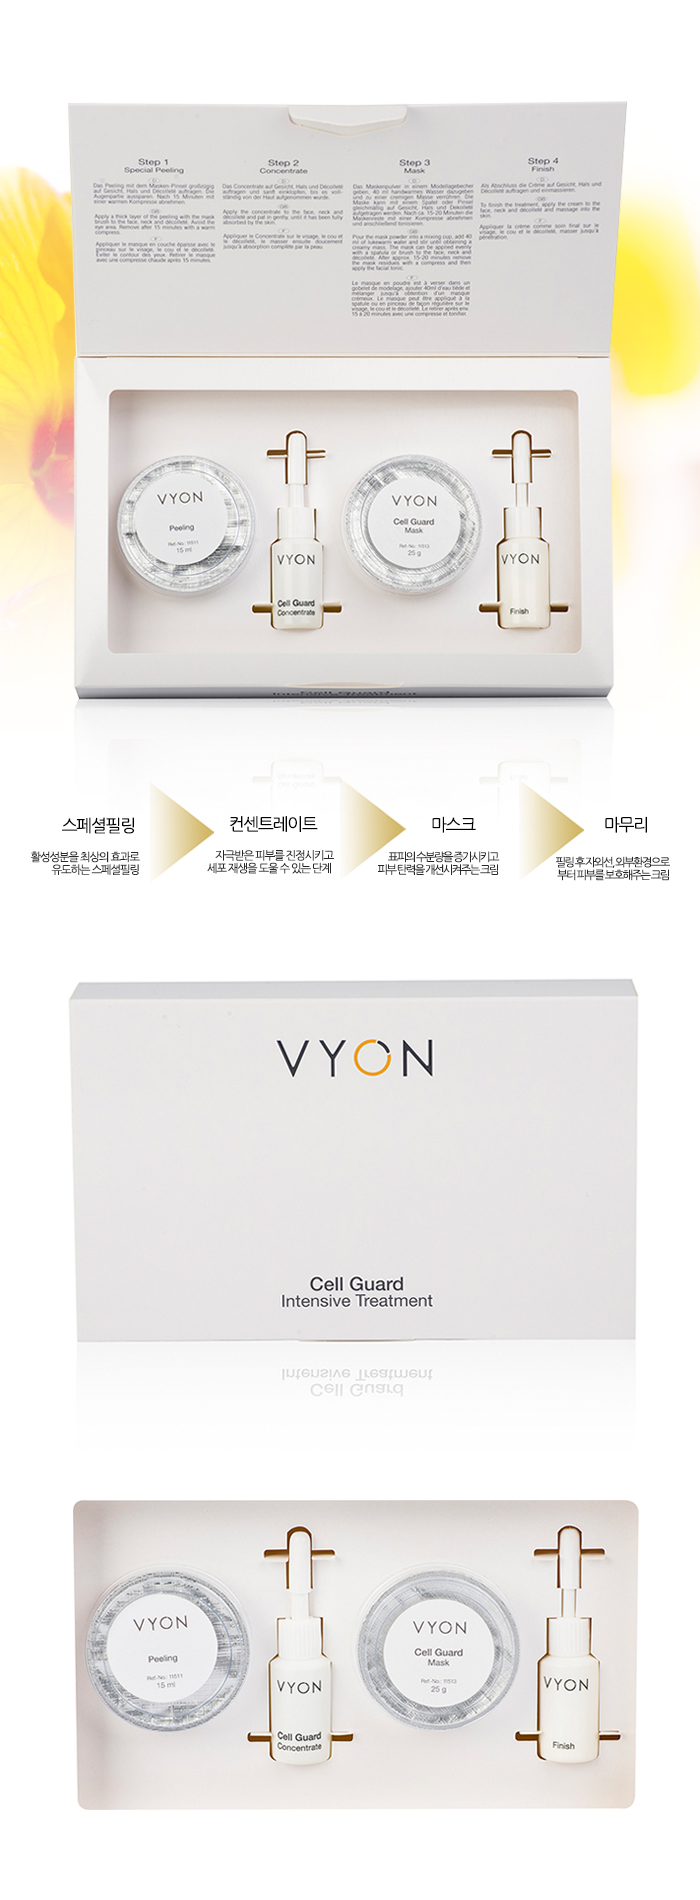 Step 1
Special Peeling
D
Das Peeling mit dem Masken-Pinsel großzügig
auf Gesicht, Hals und Décolleté auftragen. Die
Augenpartie aussparen. Nach 15 Minuten mit
einer warmen Kompresse abnehmen.
GB
Apply a thick layer of the peeling with the mask
brush to the face, neck and décolleté. Avoid the
eye area. Remove after 15 minutes with a warm
compress.
F
Appliquer le masque en couche épaisse avec le
pinceau sur le visage, le cou et le décolleté.
Eviter le contour des yeux. Retirer le masque
avec une compresse chaude après 15 minutes.
Step 2
Concentrate
D
Das Concentrate auf Gesicht, Hals und Décolleté
auftragen und sanft einklopfen, bis es voll-
ständig von der Haut aufgenommen wurde.
GB
Apply the concentrate to the face, neck and
décolleté and pat in gently, until it has been fully
absorbed by the skin.
F
Appliquer le Concentrate sur le visage, le cou et
le décolleté, le masser ensuite doucement
jusqu'à absorption complète par la peau.
Step 3
Mask
D
Das Maskenpulver in einem Modellagebecher
geben, 40 ml handwarmes Wasser dazugeben
und zu einer cremigen Masse verrühren. Die
Maske kann mit einem Spatel oder Pinsel
gleichmäßig auf Gesicht, Hals und Dekolleté
aufgetragen werden. Nach ca. 15-20 Minuten die
Maskenreste mit einer Kompresse abnehmen
und anschließend tonisieren.
GB
Pour the mask powder into a mixing cup, add 40
ml of lukewarm water and stir until obtaining a
creamy mass. The mask can be applied evenly
with a spatula or brush to the face, neck and
décolleté. After approx. 15-20 minutes remove
the mask residues with a compress and then
apply the facial tonic.
F
Le masque en poudre est à verser dans un
gobelet de modelage, ajouter 40ml d'eau tiède et
mélanger jusqu'à obtention d'un masque
crémeux. Le masque peut être appliqué à la
spatule ou en pinceau de façon régulière sur le
visage, le cou et le décolleté. Le retirer après env.
15 à 20 minutes avec une compresse et tonifier.
Step 4
Finish
D
Als Abschluss die Crème auf Gesicht, Hals und
Décolleté auftragen und einmassieren.
GB
To finish the treatment, apply the cream to the
face, neck and décolleté and massage into the
skin.
F
Appliquer la crème comme soin final sur le
visage, le cou et le décolleté, masser jusqu'à
pénétration.
VYON
Peeling
Ref.-No.: 11511
15 ml
VYON
Cell Guard
Concentrate
VYON
Cell Guard
Mask
Ref.-No.: 11513
25 g
VYON
Finish
Cell Guard
Intensive Treatment
스페셜필링
활성성분을 최상의 효과로
유도하는 스페셜필링
컨센트레이트
자극받은 피부를 진정시키고
세포 재생을 도울 수 있는 단계
마스크
표피의 수분량을 증가시키고
피부 탄력을 개선시켜주는 크림
마무리
필링 후 자외선, 외부환경으로
부터 피부를 보호해주는 크림
VYON
Cell Guard
Intensive Treatment
VYON
Peeling
Ref.-No.: 11511
15 ml
VYON
Cell Guard
Concentrate
VYON
Cell Guard
Mask
Ref.-No.: 11513
25 g
VYON
Finish